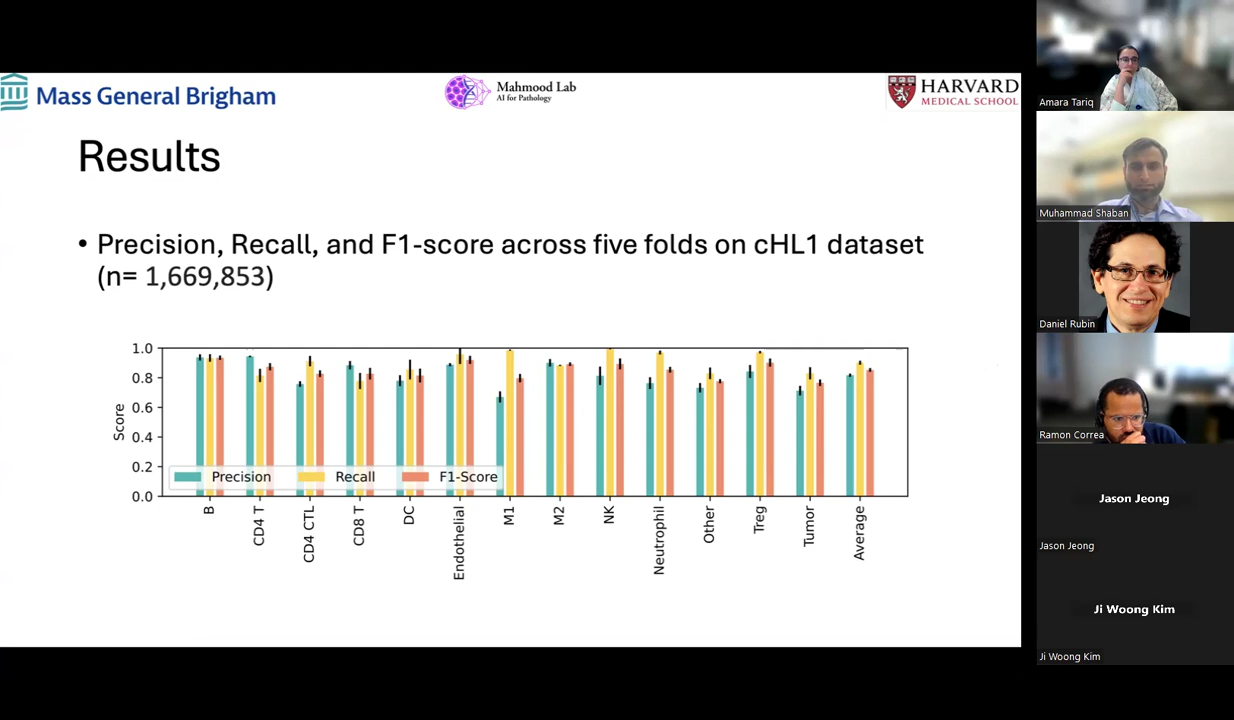 Mass General Brigham
Mahmood Lab
AI for Pathology
HARVARD
MEDICAL SCHOOL
Results
• Precision, Recall, and F1-score across five folds on cHL1 dataset
(n= 1,669,853)
1.0
0.8
0.6
0.4
0.2
0.0
Score
Precision
Recall
F1-Score
B
CD4 T
CD4 CTL
CD8 T
DC
Endothelial
M1
M2
NK
Neutrophil
Other
Treg
Tumor
Average
Amara Tariq
Muhammad Shaban
Daniel Rubin
Ramon Correa
Jason Jeong
Jason Jeong
Ji Woong Kim
Ji Woong Kim